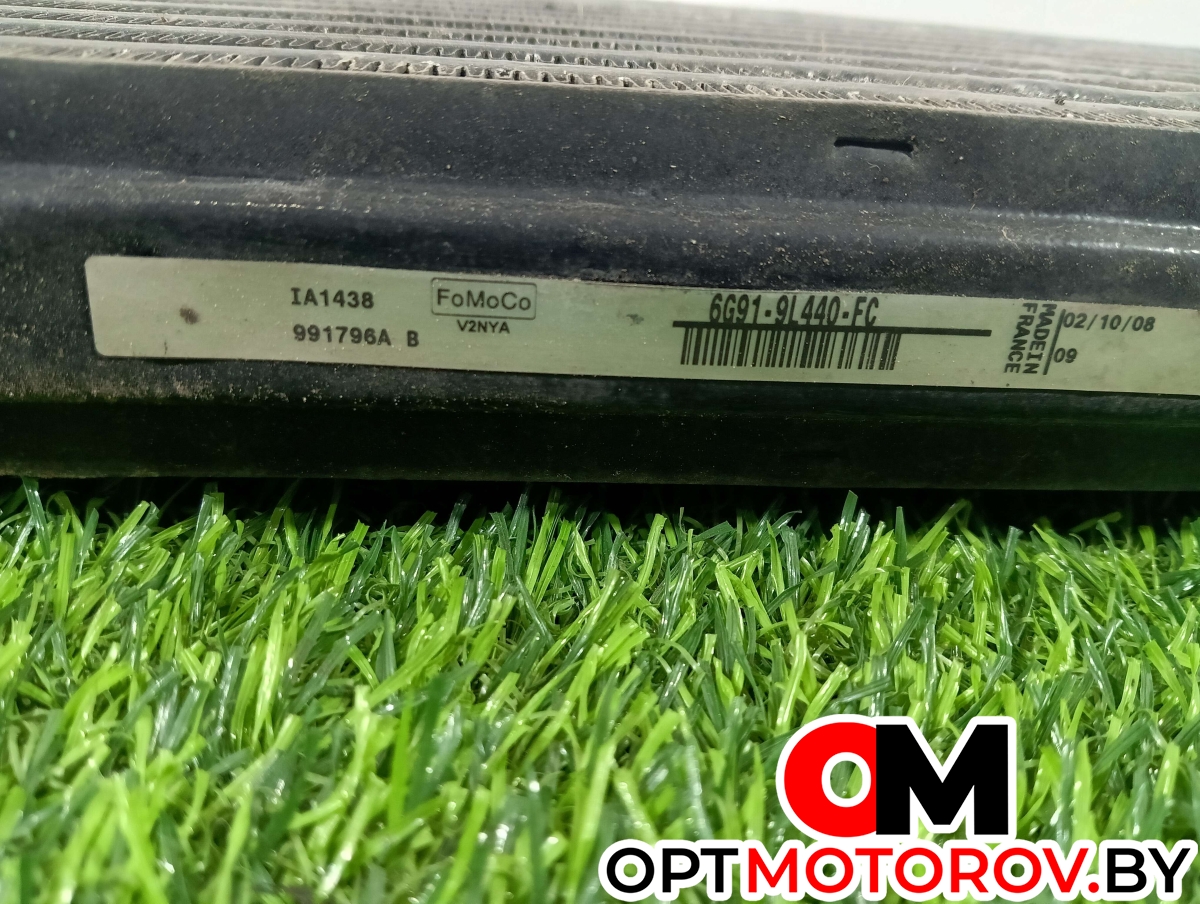 IA1438
991796A B
FoMoCo
V2NYA
6G91-9L440-FC
MADE IN
FRANCE
02/10/08
09
OM
OPTMOTOROV.BY